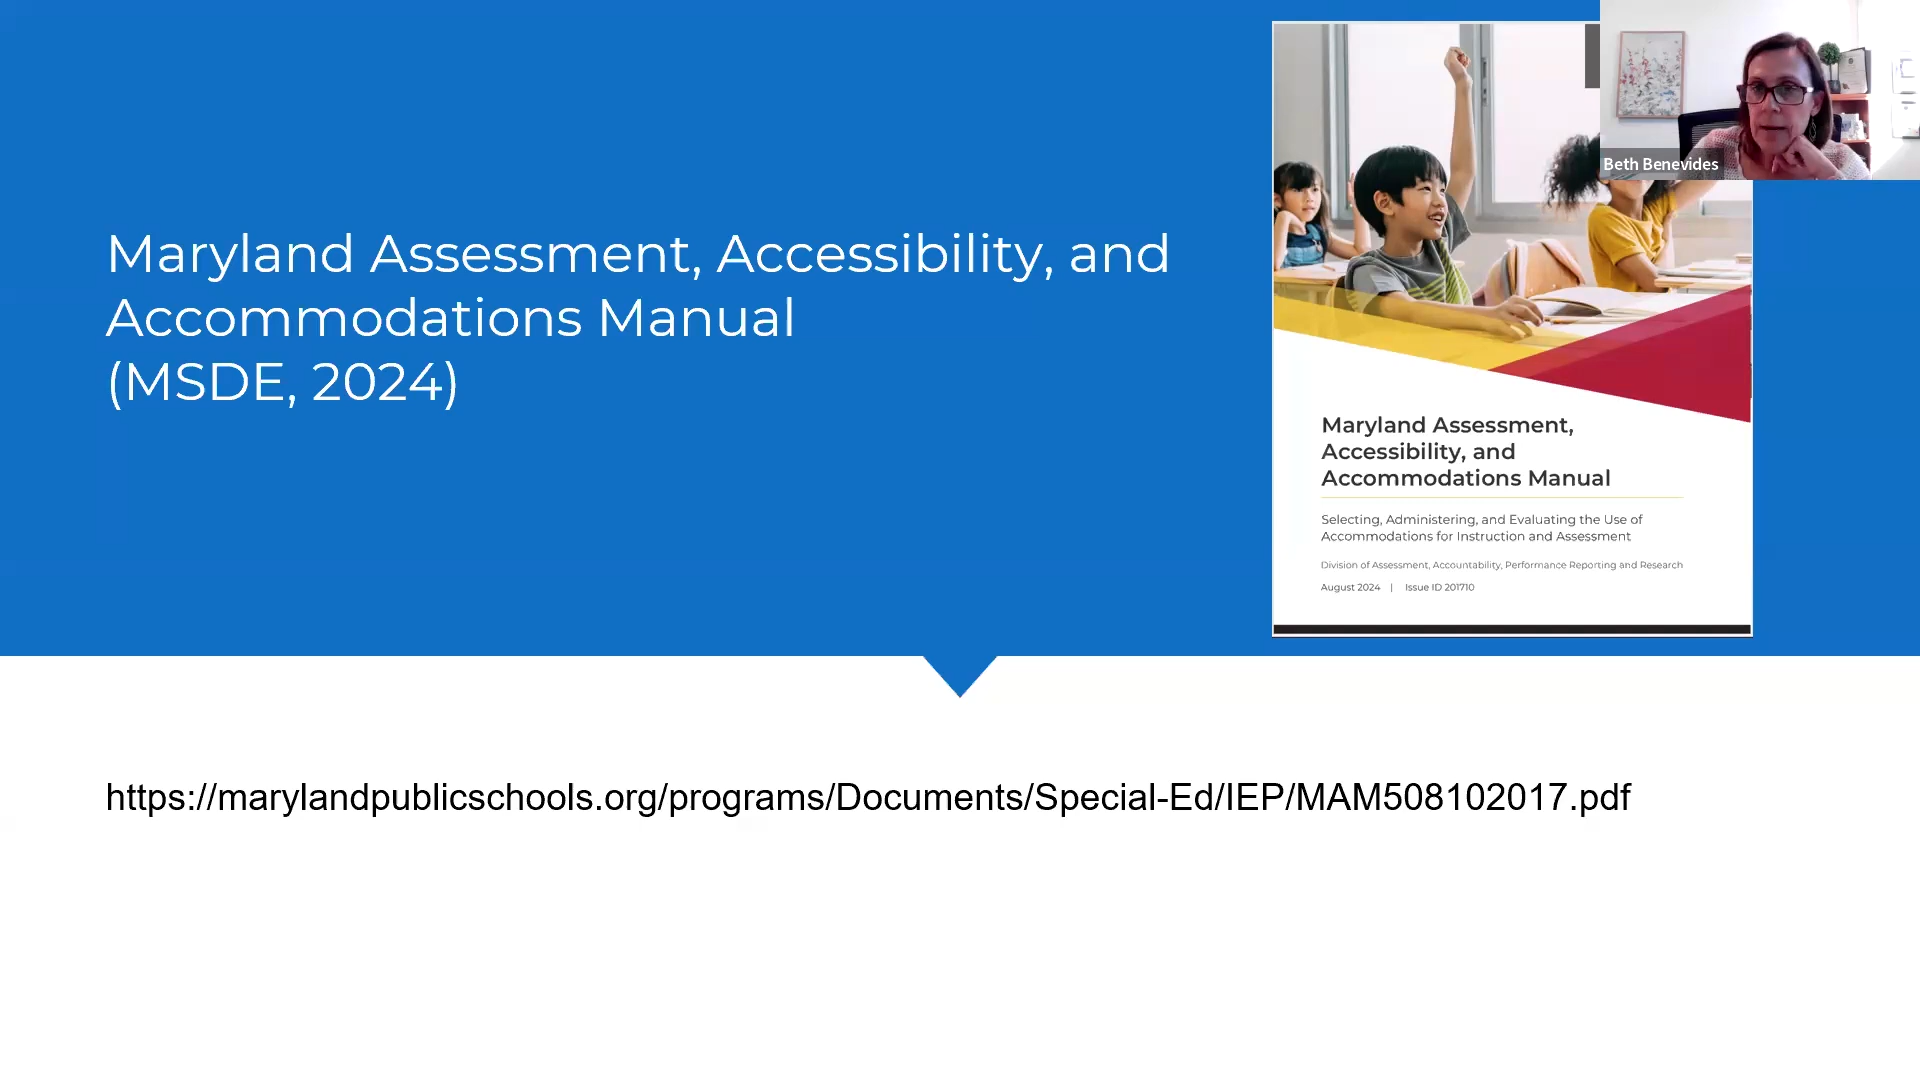 Maryland Assessment, Accessibility, and
Accommodations Manual
(MSDE, 2024)
Beth Benevides
Maryland Assessment,
Accessibility, and
Accommodations Manual
Selecting, Administering, and Evaluating the Use of
Accommodations for Instruction and Assessment
Division of Assessment, Accountability, Performance Reporting and Research
August 2024 | Issue ID 201710
https://marylandpublicschools.org/programs/Documents/Special-Ed/IEP/MAM508102017.pdf